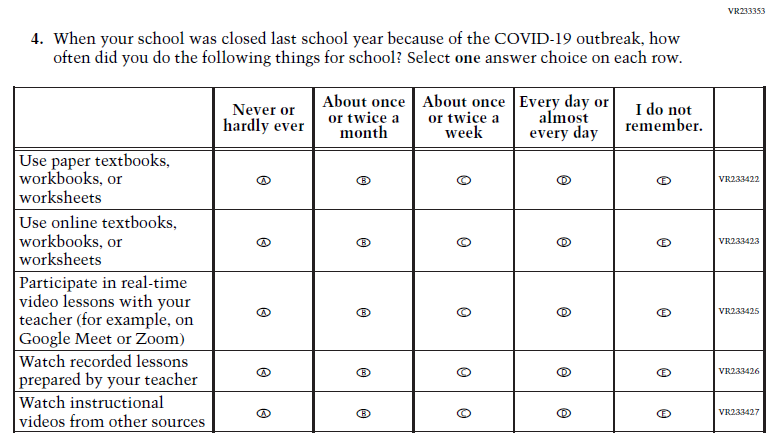 VR233353
4. When your school was closed last school year because of the COVID-19 outbreak, how
often did you do the following things for school? Select one answer choice on each row.
Never or
hardly ever
About once
or twice a
month
About once
or twice a
week
Every day or
almost
every day
I do not
remember.
Use paper textbooks,
workbooks, or
worksheets
A B C D E VR233422
Use online textbooks,
workbooks, or
worksheets
A B C D E VR233423
Participate in real-time
video lessons with your
teacher (for example, on
Google Meet or Zoom)
A B C D E VR233425
Watch recorded lessons
prepared by your teacher
A B C D E VR233426
Watch instructional
videos from other sources
A B C D E VR233427